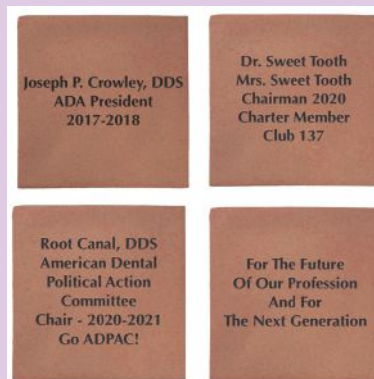 Joseph P. Crowley, DDS
ADA President
2017-2018
Dr. Sweet Tooth
Mrs. Sweet Tooth
Chairman 2020
Charter Member
Club 137
Root Canal, DDS
American Dental
Political Action
Committee
Chair - 2020-2021
Go ADPAC!
For The Future
Of Our Profession
And For
The Next Generation